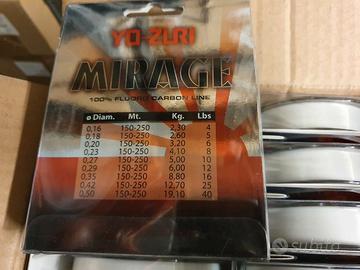 YO-ZURI
MIRAGE
100% FLUORO CARBON LINE
ø Diam. Mt. Kg. Lbs
0,16 150-250 2,30 4
0,18 150-250 2,60 5
0,20 150-250 3,20 6
0,23 150-250 4,10 8
0,27 150-250 5,00 10
0,29 150-250 6,00 12
0,35 150-250 8,80 16
0,42 150-250 12,70 25
0,50 150-250 19,10 40
subito